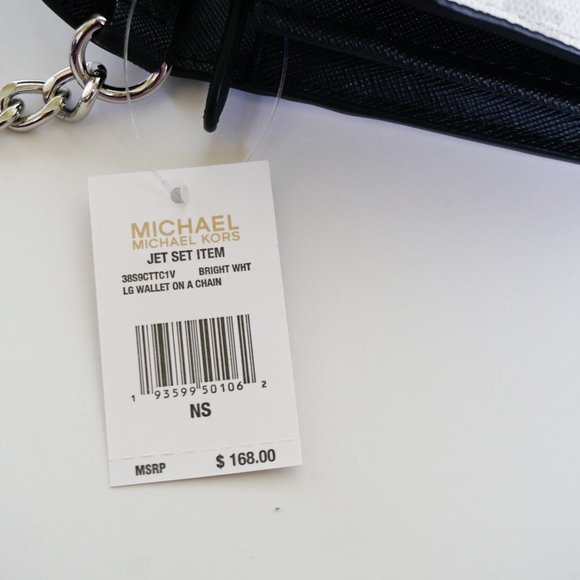 MICHAEL
MICHAEL KORS
JET SET ITEM
38S9CTTC1V BRIGHT WHT
LG WALLET ON A CHAIN
1 93599 50106 2
NS
MSRP $ 168.00